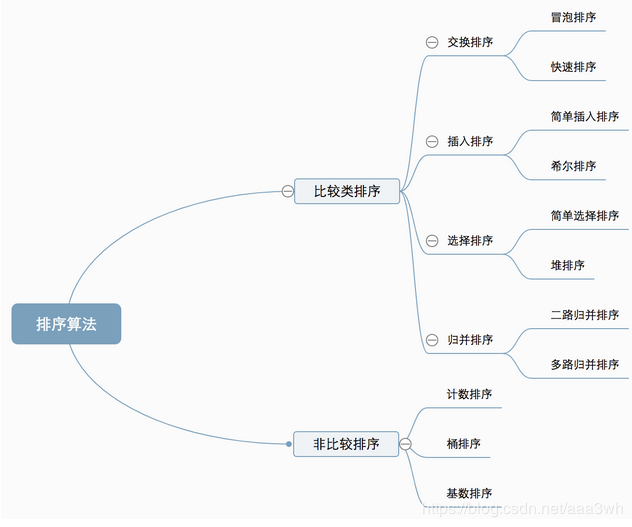 排序算法
比较类排序
交换排序
冒泡排序
快速排序
插入排序
简单插入排序
希尔排序
选择排序
简单选择排序
堆排序
归并排序
二路归并排序
多路归并排序
非比较排序
计数排序
桶排序
基数排序
https://blog.csdn.net/aaa3wh